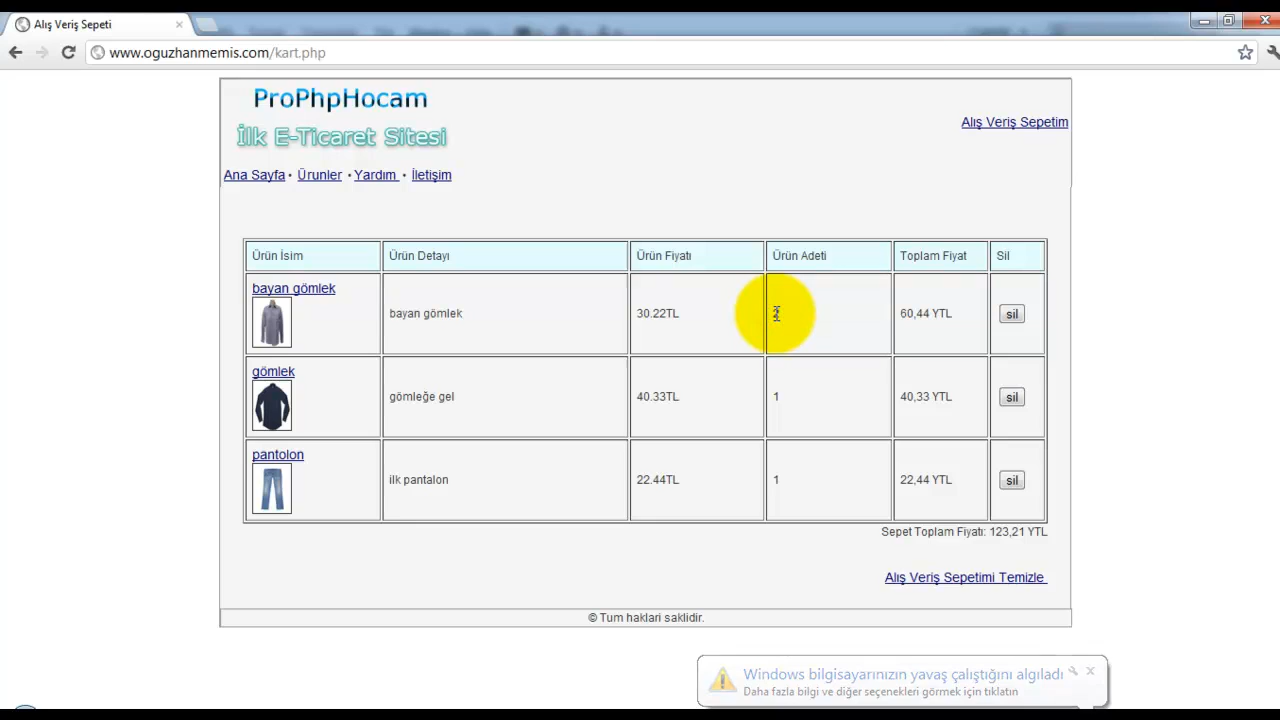 Alış Veriş Sepeti
www.oguzhanmemis.com/kart.php
ProPhpHocam
İlk E-Ticaret Sitesi
Alış Veriş Sepetim
Ana Sayfa • Ürunler • Yardım • İletişim
Ürün İsim Ürün Detayı Ürün Fiyatı Ürün Adeti Toplam Fiyat Sil
bayan gömlek
bayan gömlek 30.22TL 2 60,44 YTL sil
gömlek
gömleğe gel 40.33TL 1 40,33 YTL sil
pantolon
ilk pantalon 22.44TL 1 22,44 YTL sil
Sepet Toplam Fiyatı: 123,21 YTL
Alış Veriş Sepetimi Temizle
© Tum haklari saklidir.
Windows bilgisayarınızın yavaş çalıştığını algıladı
Daha fazla bilgi ve diğer seçenekleri görmek için tıklatın